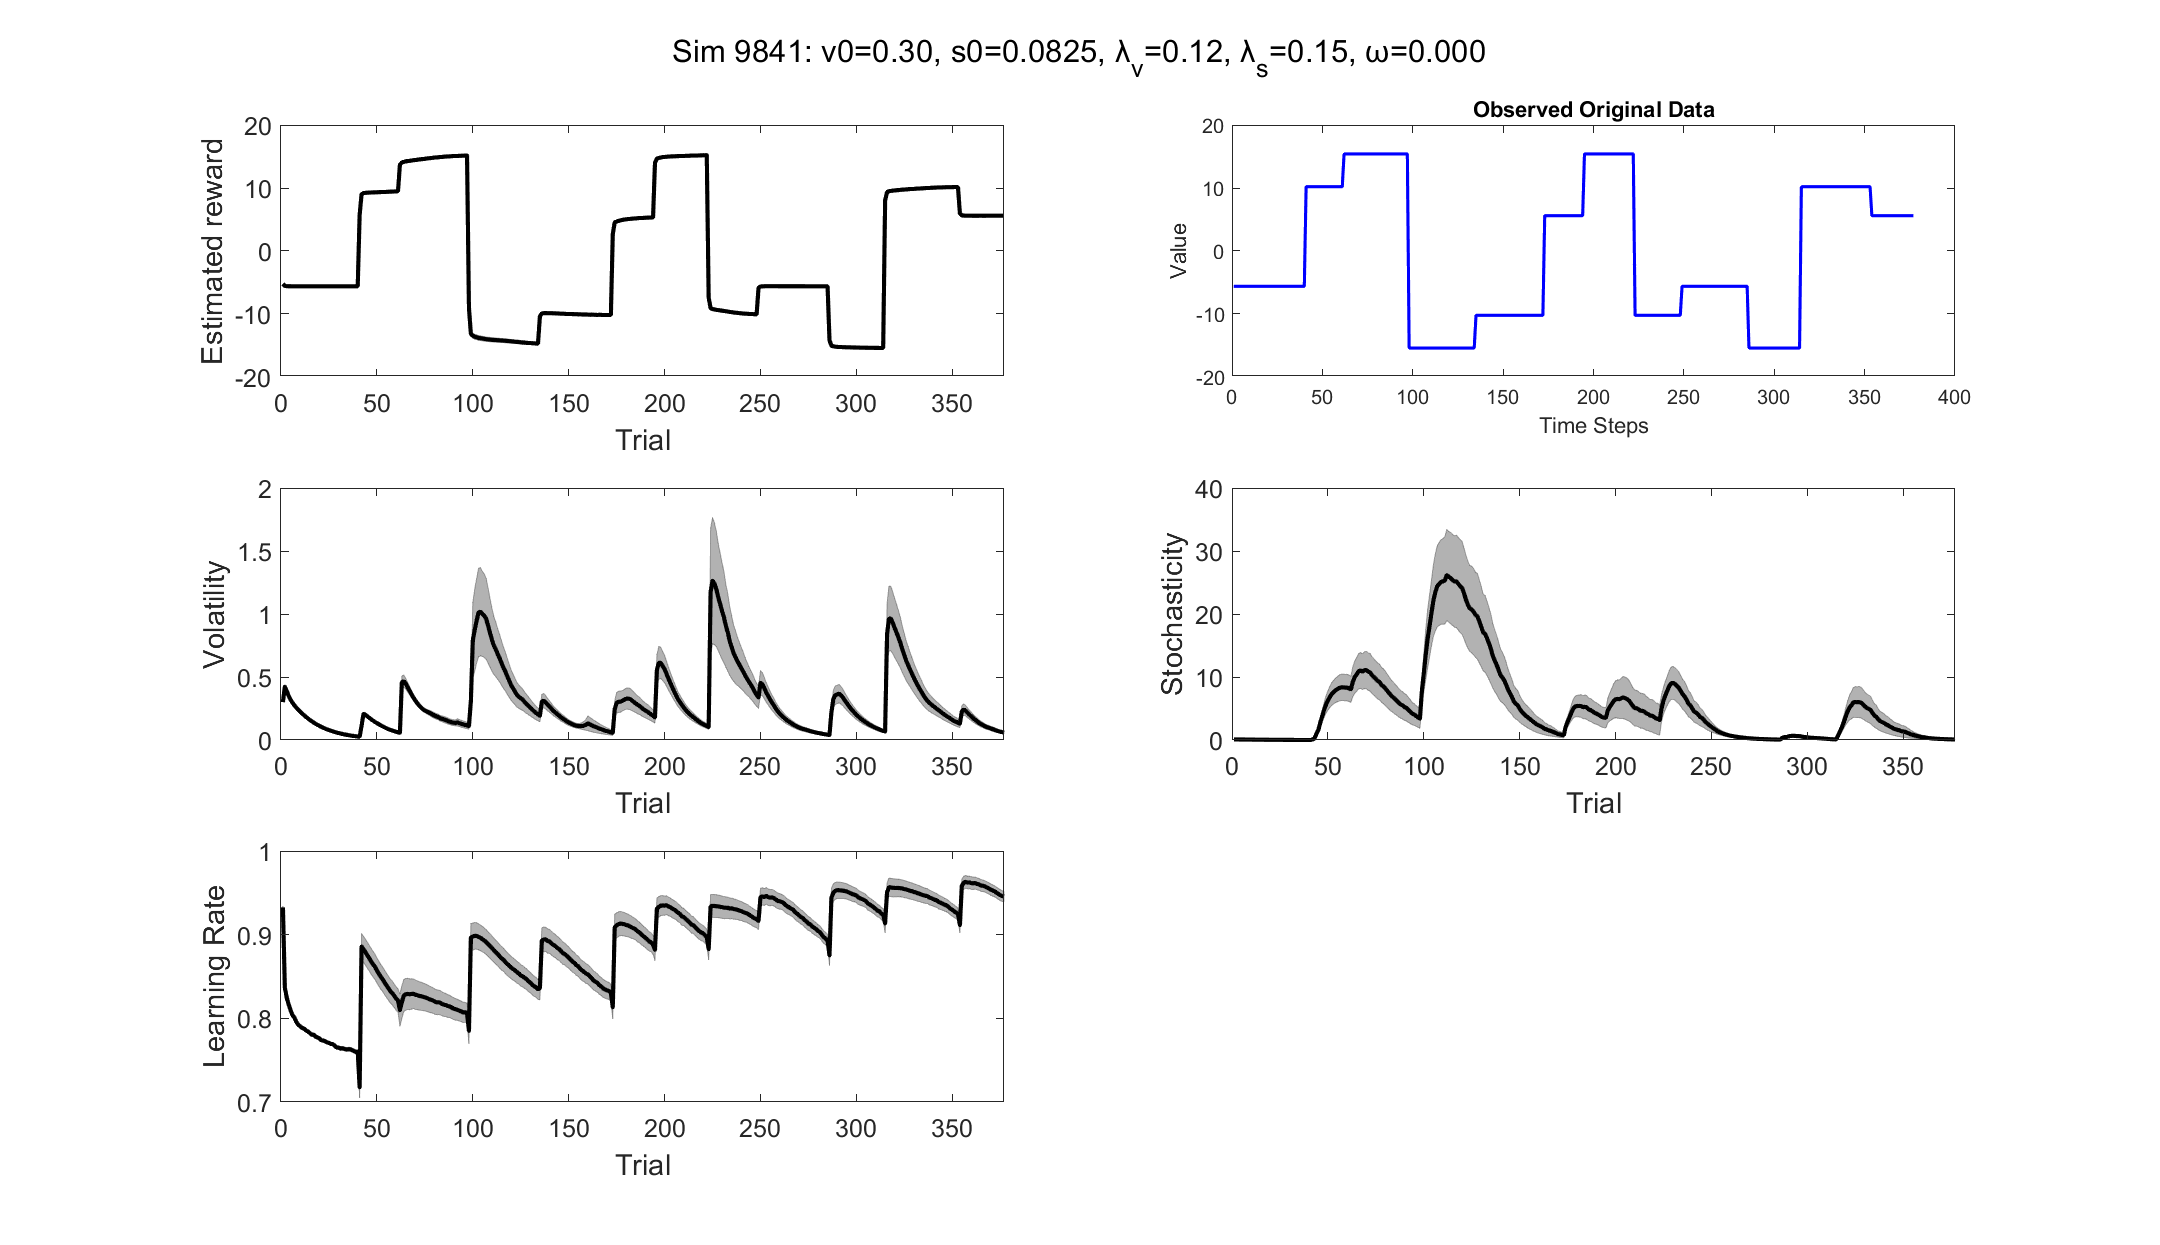 Sim 9841: v0=0.30, s0=0.0825, λ_v=0.12, λ_s=0.15, ω=0.000
Estimated reward
20
10
0
-10
-20
0 50 100 150 200 250 300 350
Trial
Observed Original Data
Value
20
10
0
-10
-20
0 50 100 150 200 250 300 350 400
Time Steps
Volatility
2
1.5
1
0.5
0
0 50 100 150 200 250 300 350
Trial
Stochasticity
40
30
20
10
0
0 50 100 150 200 250 300 350
Trial
Learning Rate
1
0.9
0.8
0.7
0 50 100 150 200 250 300 350
Trial